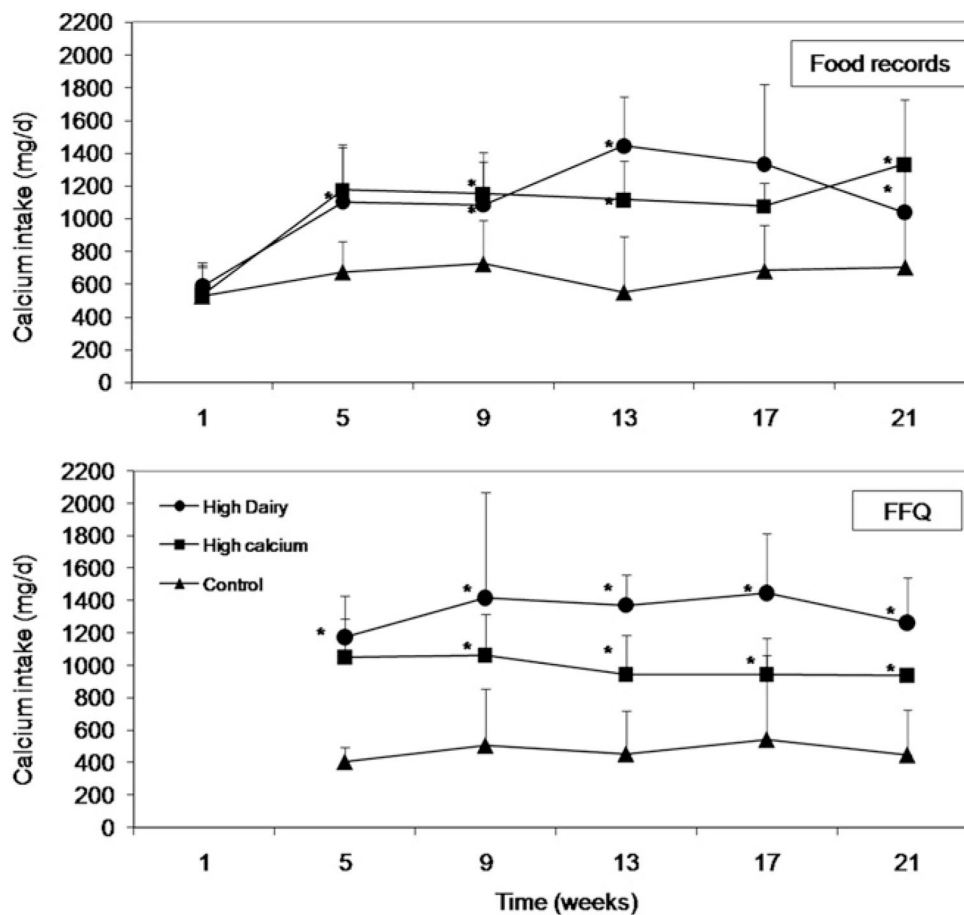 Food records
Calcium intake (mg/d)
2200
2000
1800
1600
1400
1200
1000
800
600
400
200
0
* * * * * * *
1 5 9 13 17 21
FFQ
High Dairy
High calcium
Control
Calcium intake (mg/d)
2200
2000
1800
1600
1400
1200
1000
800
600
400
200
0
* * * * * * * * *
1 5 9 13 17 21
Time (weeks)